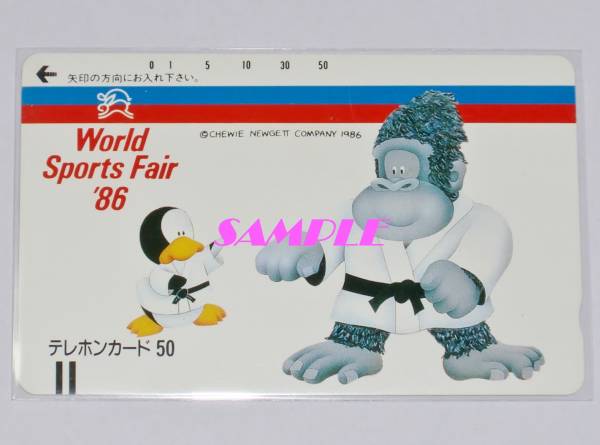 0 1 5 10 30 50
矢印の方向にお入れ下さい。
World
Sports Fair
'86
©CHEWIE NEWGETT COMPANY 1986
SAMPLE
テレホンカード 50